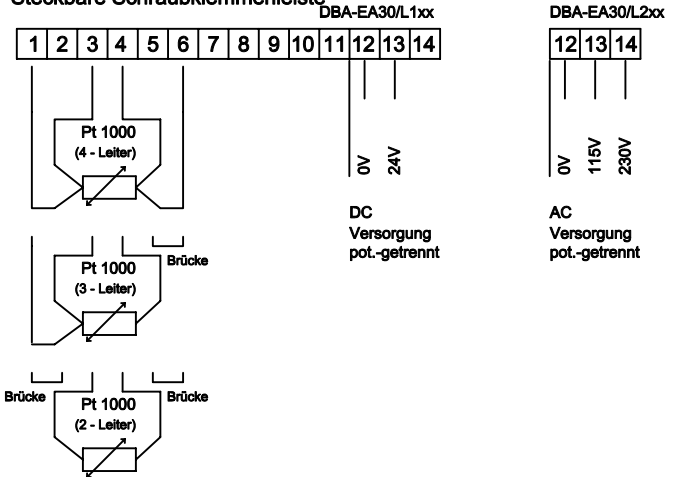 Steckbare Schraubklemmenleiste
DBA-EA30/L1xx
DBA-EA30/L2xx
1 2 3 4 5 6 7 8 9 10 11 12 13 14
12 13 14
Pt 1000
(4 - Leiter)
0V
24V
0V
115V
230V
DC
Versorgung
pot.-getrennt
AC
Versorgung
pot.-getrennt
Brücke
Pt 1000
(3 - Leiter)
Brücke
Brücke
Pt 1000
(2 - Leiter)